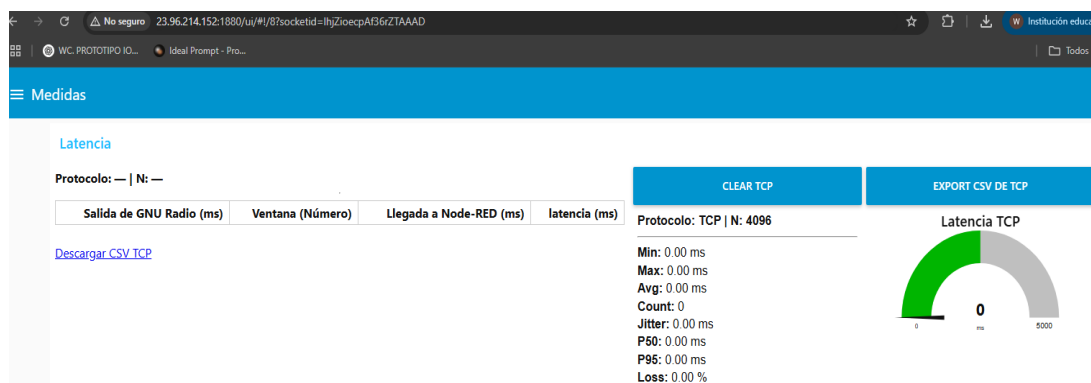 No seguro 23.96.214.152:1880/ui/#!/8?socketid=IhjZioecpAf36rZTAAAD
W Institución educa
WC. PROTOTIPO IO... Ideal Prompt - Pro...
Todos
Medidas
Latencia
Protocolo: — | N: —
Salida de GNU Radio (ms) Ventana (Número) Llegada a Node-RED (ms) latencia (ms)
Descargar CSV TCP
CLEAR TCP
EXPORT CSV DE TCP
Protocolo: TCP | N: 4096
Min: 0.00 ms
Max: 0.00 ms
Avg: 0.00 ms
Count: 0
Jitter: 0.00 ms
P50: 0.00 ms
P95: 0.00 ms
Loss: 0.00 %
Latencia TCP
0
0 ms 5000